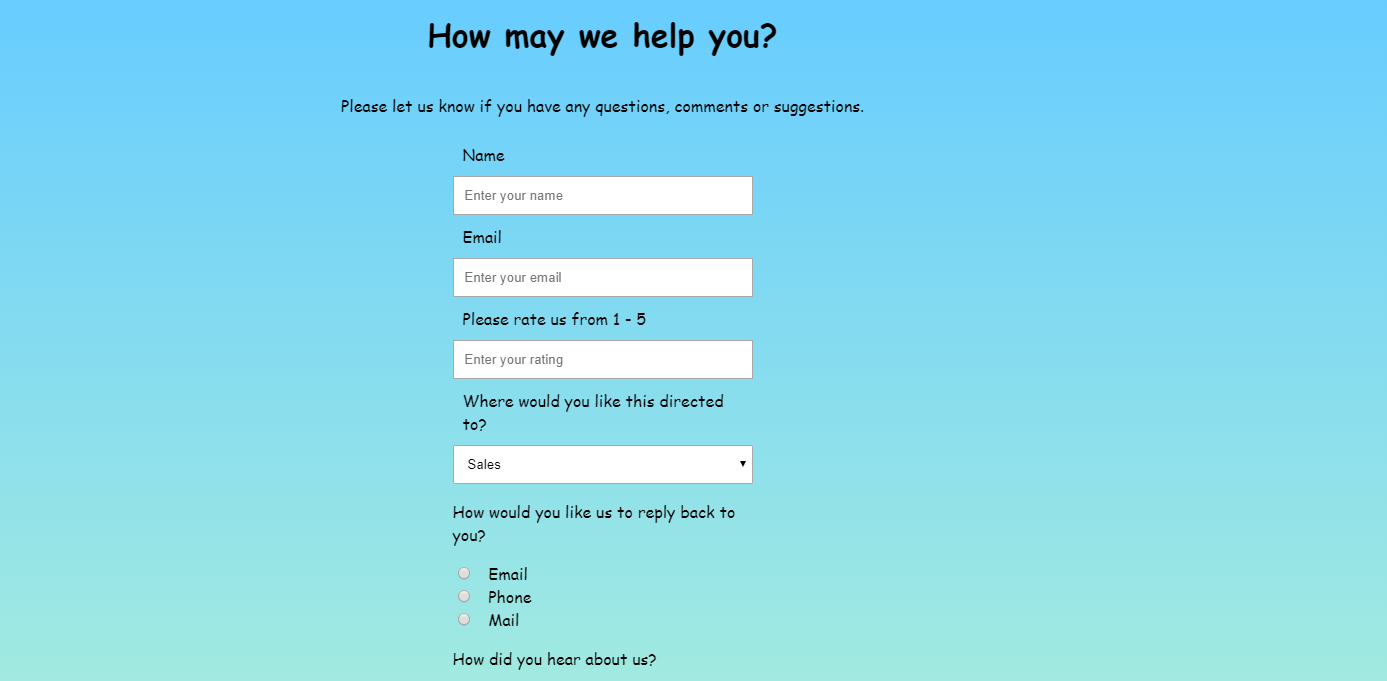 How may we help you?
Please let us know if you have any questions, comments or suggestions.
Name
Enter your name
Email
Enter your email
Please rate us from 1 - 5
Enter your rating
Where would you like this directed
to?
Sales
How would you like us to reply back to
you?
Email
Phone
Mail
How did you hear about us?